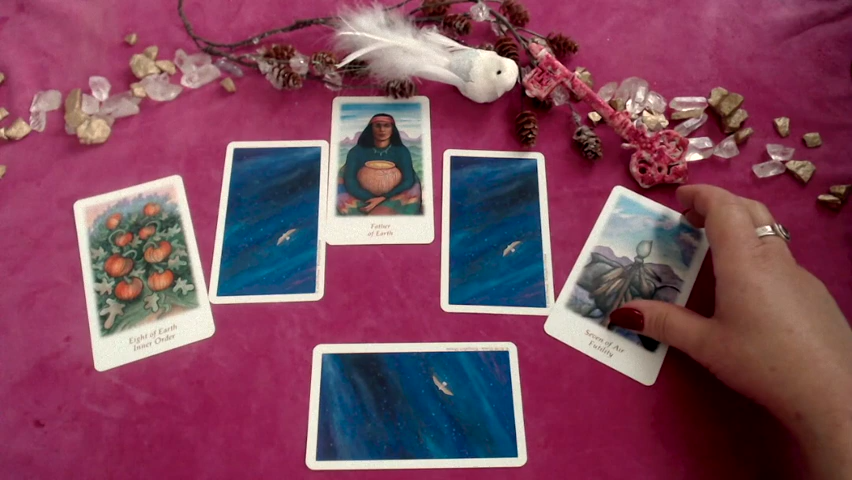 Father
of Earth
Eight of Earth
Inner Order
Seven of Air
Futility